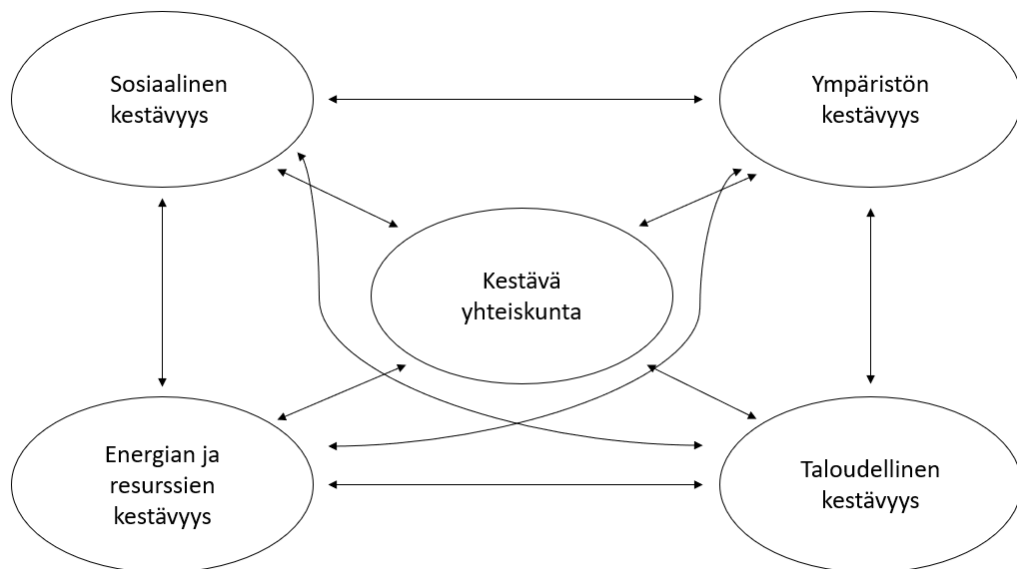 Sosiaalinen
kestävyys
Ympäristön
kestävyys
Kestävä
yhteiskunta
Energian ja
resurssien
kestävyys
Taloudellinen
kestävyys